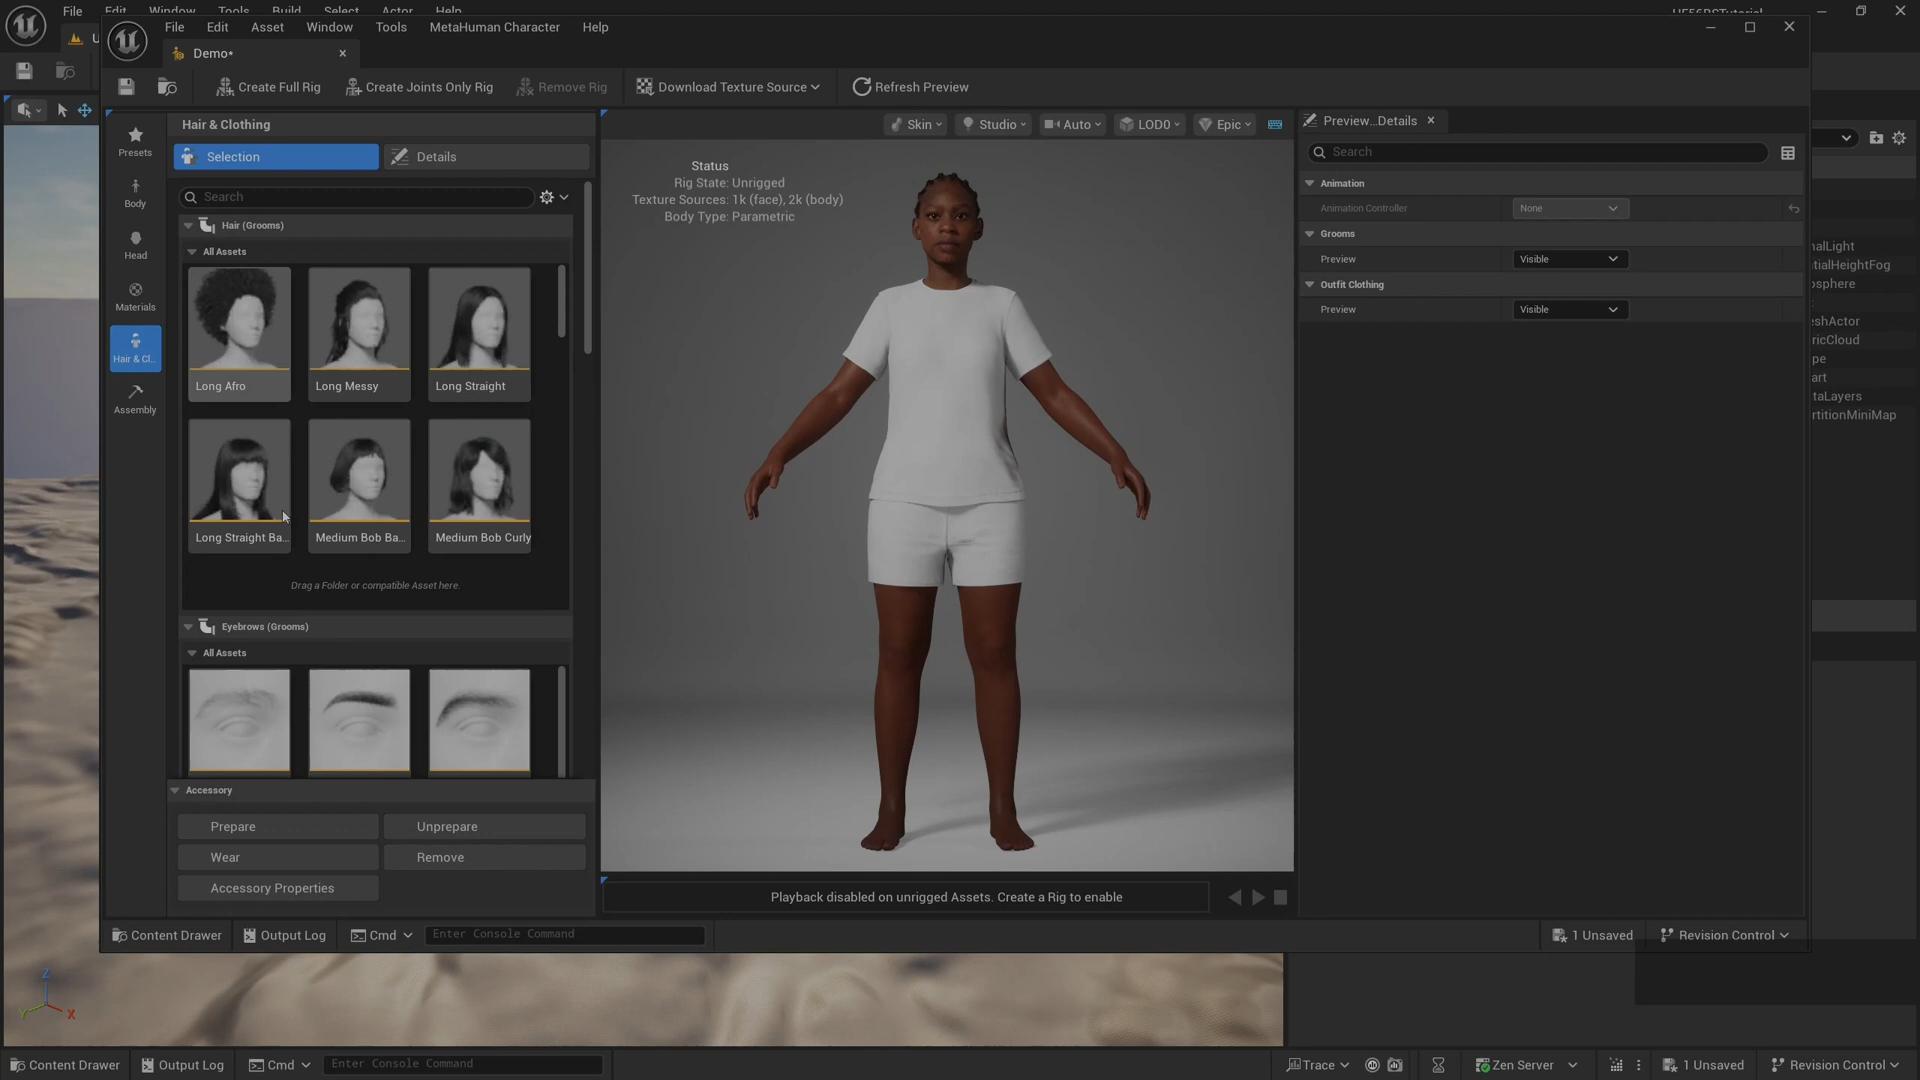 File Edit Window Tools Build Select Actor Help
File Edit Asset Window Tools MetaHuman Character Help
Demo*
Create Full Rig
Create Joints Only Rig
Remove Rig
Download Texture Source
Refresh Preview
Presets
Body
Head
Materials
Hair & Cl...
Assembly
Hair & Clothing
Selection
Details
Search
Hair (Grooms)
All Assets
Long Afro
Long Messy
Long Straight
Long Straight Ba...
Medium Bob Ba...
Medium Bob Curly
Drag a Folder or compatible Asset here.
Eyebrows (Grooms)
All Assets
Accessory
Prepare
Unprepare
Wear
Remove
Accessory Properties
Skin
Studio
Auto
LOD0
Epic
Status
Rig State: Unrigged
Texture Sources: 1k (face), 2k (body)
Body Type: Parametric
Playback disabled on unrigged Assets. Create a Rig to enable
Preview...Details
Search
Animation
Animation Controller
None
Grooms
Preview
Visible
Outfit Clothing
Preview
Visible
nalLight
tialHeightFog
osphere
eshActor
ricCloud
pe
art
taLayers
rtitionMiniMap
Content Drawer
Output Log
Cmd
Enter Console Command
1 Unsaved
Revision Control
Z
Y
X
Content Drawer
Output Log
Cmd
Enter Console Command
Trace
Zen Server
1 Unsaved
Revision Control